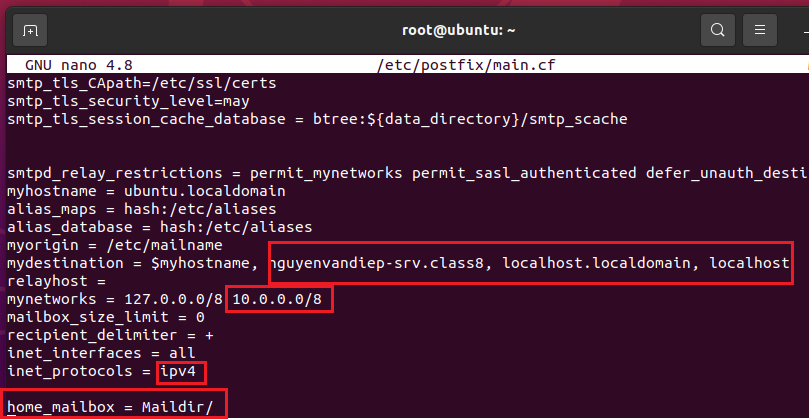 root@ubuntu: ~
GNU nano 4.8 /etc/postfix/main.cf
smtp_tls_CApath=/etc/ssl/certs
smtp_tls_security_level=may
smtp_tls_session_cache_database = btree:${data_directory}/smtp_scache
smtpd_relay_restrictions = permit_mynetworks permit_sasl_authenticated defer_unauth_desti
myhostname = ubuntu.localdomain
alias_maps = hash:/etc/aliases
alias_database = hash:/etc/aliases
myorigin = /etc/mailname
mydestination = $myhostname, nguyenvandiep-srv.class8, localhost.localdomain, localhost
relayhost =
mynetworks = 127.0.0.0/8 10.0.0.0/8
mailbox_size_limit = 0
recipient_delimiter = +
inet_interfaces = all
inet_protocols = ipv4
home_mailbox = Maildir/